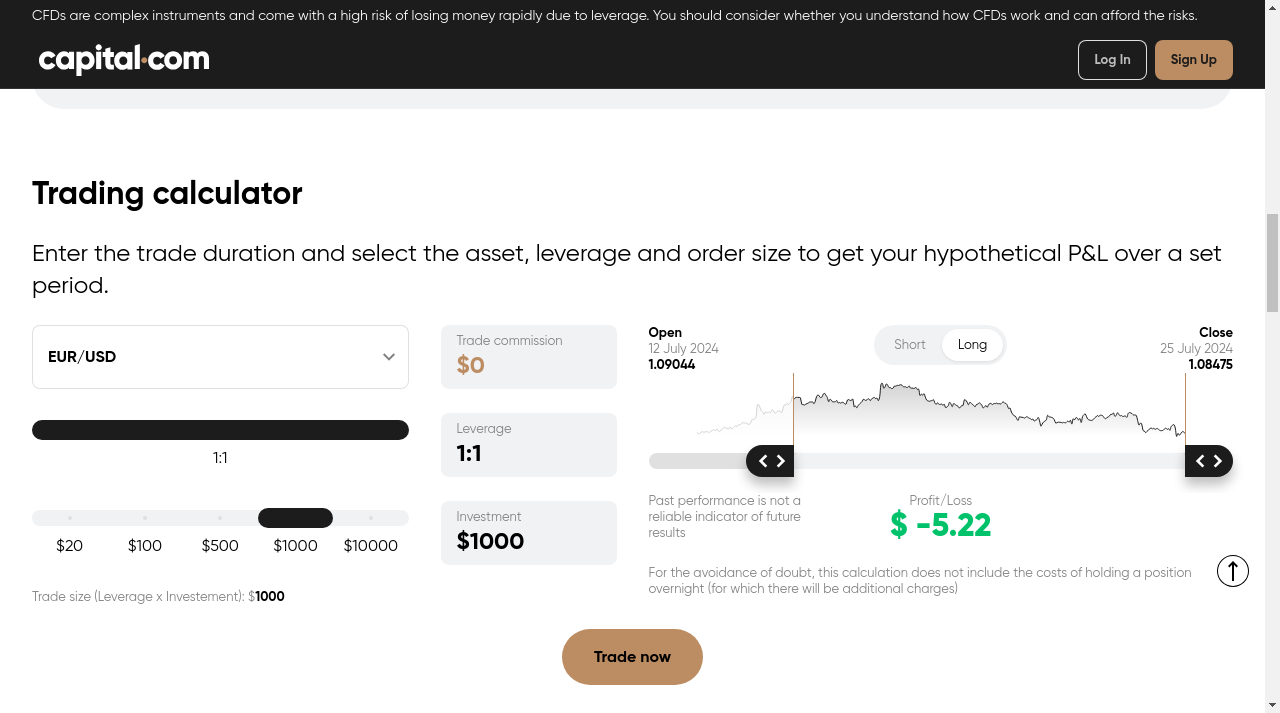 CFDs are complex instruments and come with a high risk of losing money rapidly due to leverage. You should consider whether you understand how CFDs work and can afford the risks.
capital.com
Log In
Sign Up
Trading calculator
Enter the trade duration and select the asset, leverage and order size to get your hypothetical P&L over a set
period.
EUR/USD
1:1
$20
$100
$500
$1000
$10000
Trade size (Leverage x Investement): $1000
Trade commission
$0
Leverage
1:1
Investment
$1000
Open
12 July 2024
1.09044
Short
Long
Close
25 July 2024
1.08475
Past performance is not a
reliable indicator of future
results
Profit/Loss
$ -5.22
For the avoidance of doubt, this calculation does not include the costs of holding a position
overnight (for which there will be additional charges)
Trade now